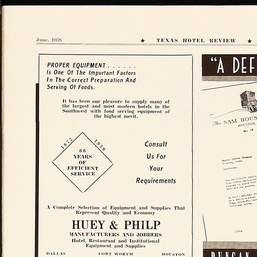 June, 1938 ★ TEXAS HOTEL REVIEW ★
PROPER EQUIPMENT . . . . . .
Is One Of The Important Factors
In The Correct Preparation And
Serving Of Foods.
It has been our pleasure to supply many of
the largest and most modern hotels in the
Southwest with food serving equipment of
the highest merit.
1872 1938
66
YEARS
OF
EFFICIENT
SERVICE
Consult
Us For
Your
Requirements
A Complete Selection of Equipment and Supplies That
Represent Quality and Economy
HUEY & PHILP
MANUFACTURERS AND JOBBERS
Hotel, Restaurant and Institutional
Equipment and Supplies
DALLAS FORT WORTH HOUSTON
"A DEF
The SAM HOUS
DUNCAN